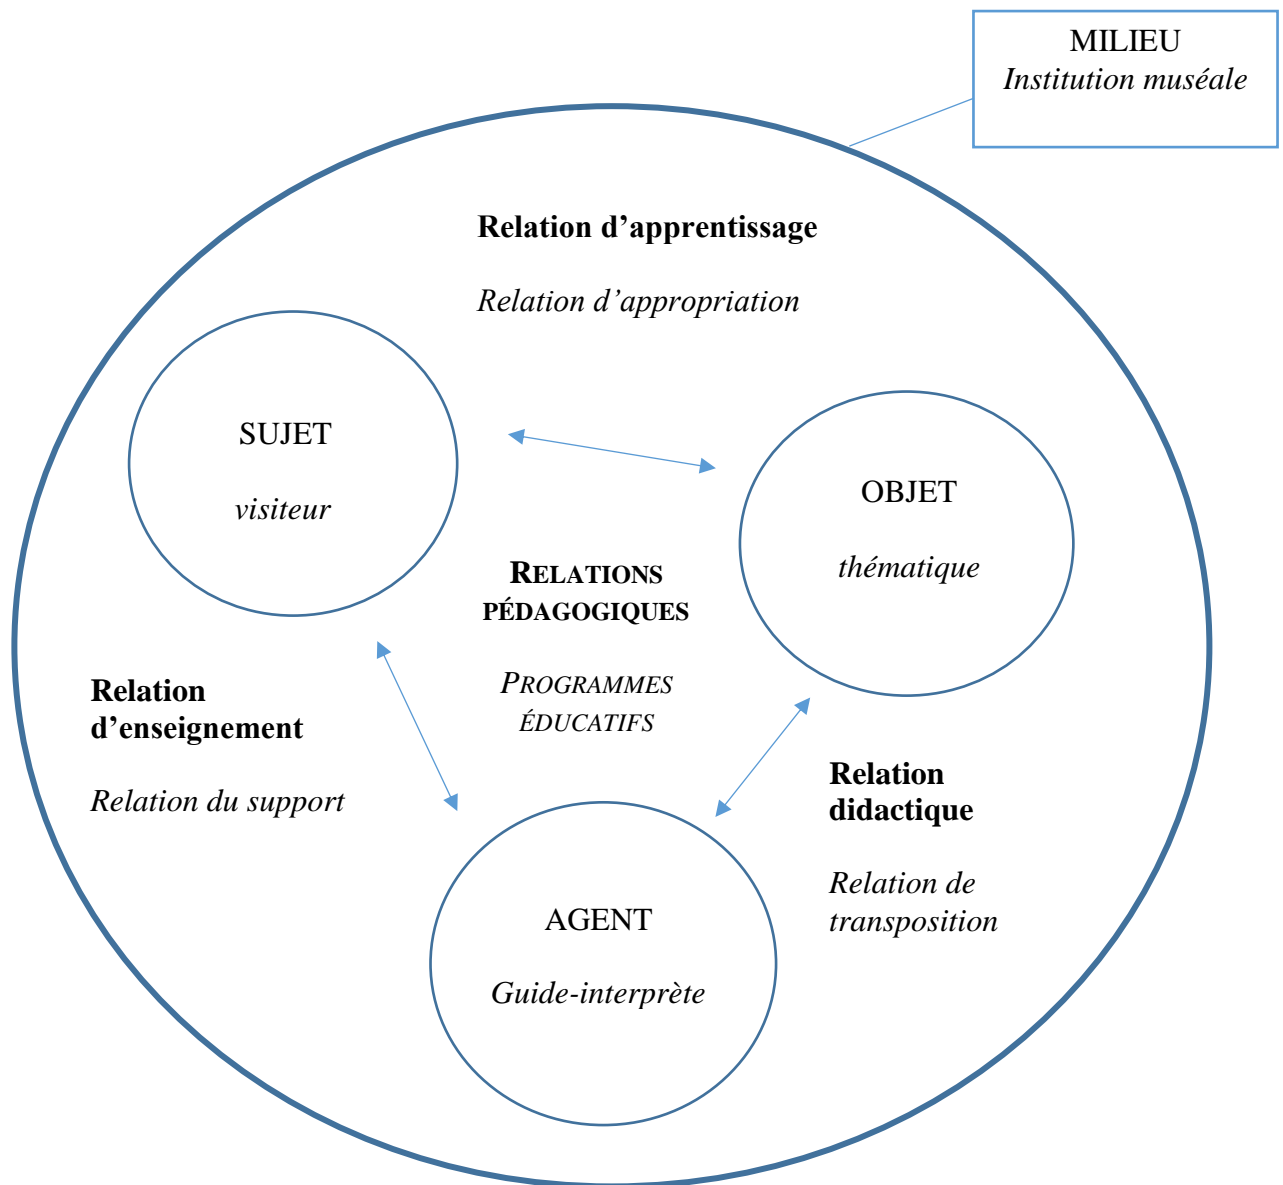 MILIEU
Institution muséale
Relation d’apprentissage
Relation d’appropriation
SUJET
visiteur
OBJET
thématique
RELATIONS
PÉDAGOGIQUES
PROGRAMMES
ÉDUCATIFS
Relation
d’enseignement
Relation du support
Relation
didactique
Relation de
transposition
AGENT
Guide-interprète